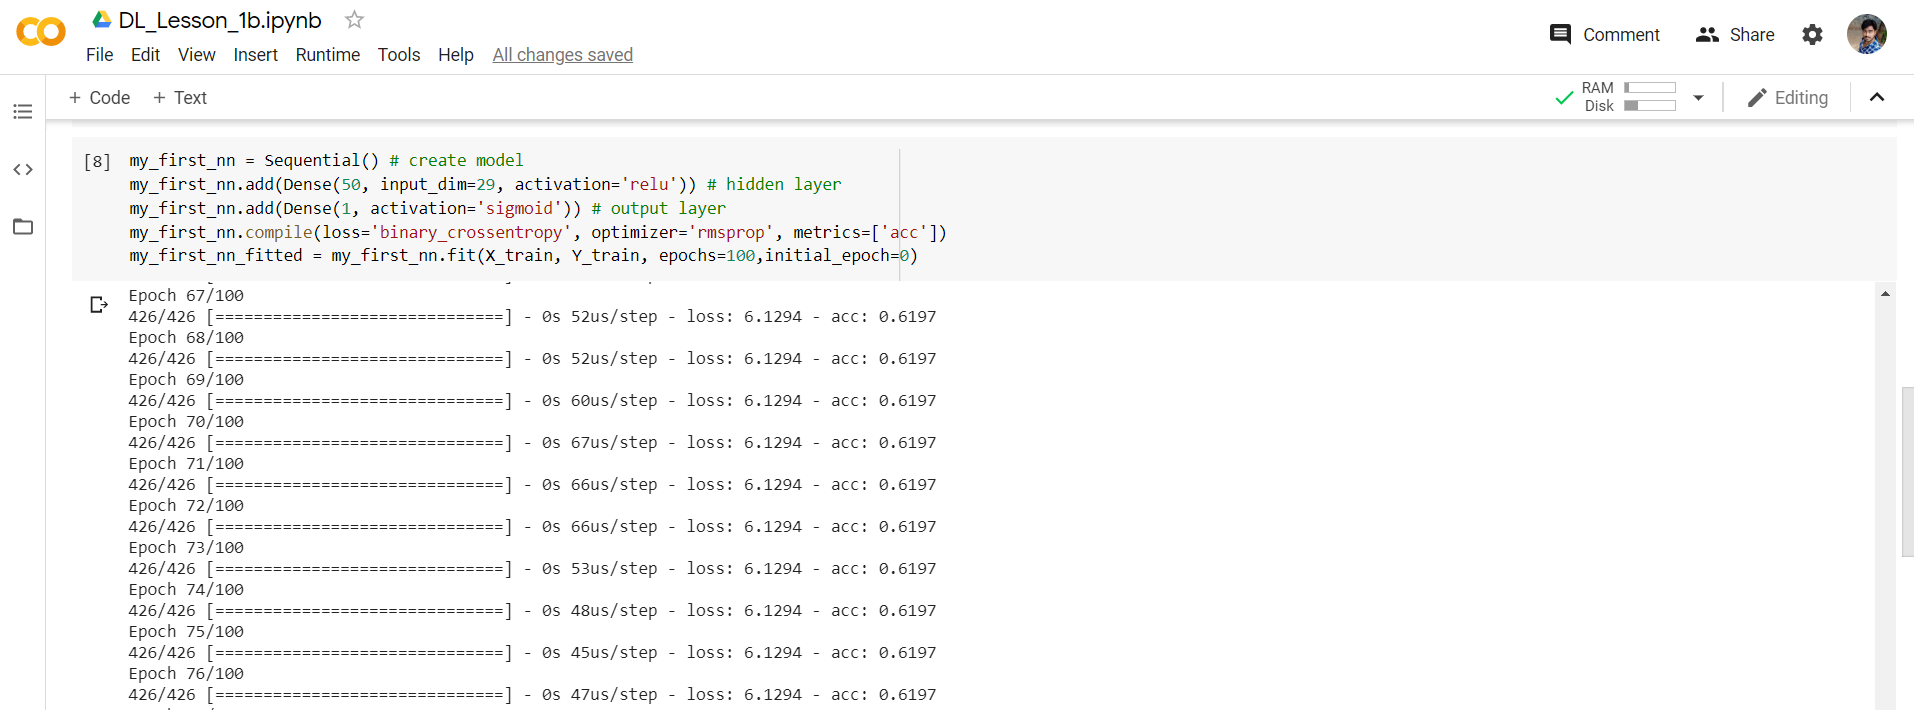 DL_Lesson_1b.ipynb
File Edit View Insert Runtime Tools Help All changes saved
Comment Share
+ Code + Text
RAM
Disk
Editing
[8] my_first_nn = Sequential() # create model
my_first_nn.add(Dense(50, input_dim=29, activation='relu')) # hidden layer
my_first_nn.add(Dense(1, activation='sigmoid')) # output layer
my_first_nn.compile(loss='binary_crossentropy', optimizer='rmsprop', metrics=['acc'])
my_first_nn_fitted = my_first_nn.fit(X_train, Y_train, epochs=100,initial_epoch=0)
Epoch 67/100
426/426 [==============================] - 0s 52us/step - loss: 6.1294 - acc: 0.6197
Epoch 68/100
426/426 [==============================] - 0s 52us/step - loss: 6.1294 - acc: 0.6197
Epoch 69/100
426/426 [==============================] - 0s 60us/step - loss: 6.1294 - acc: 0.6197
Epoch 70/100
426/426 [==============================] - 0s 67us/step - loss: 6.1294 - acc: 0.6197
Epoch 71/100
426/426 [==============================] - 0s 66us/step - loss: 6.1294 - acc: 0.6197
Epoch 72/100
426/426 [==============================] - 0s 66us/step - loss: 6.1294 - acc: 0.6197
Epoch 73/100
426/426 [==============================] - 0s 53us/step - loss: 6.1294 - acc: 0.6197
Epoch 74/100
426/426 [==============================] - 0s 48us/step - loss: 6.1294 - acc: 0.6197
Epoch 75/100
426/426 [==============================] - 0s 45us/step - loss: 6.1294 - acc: 0.6197
Epoch 76/100
426/426 [==============================] - 0s 47us/step - loss: 6.1294 - acc: 0.6197